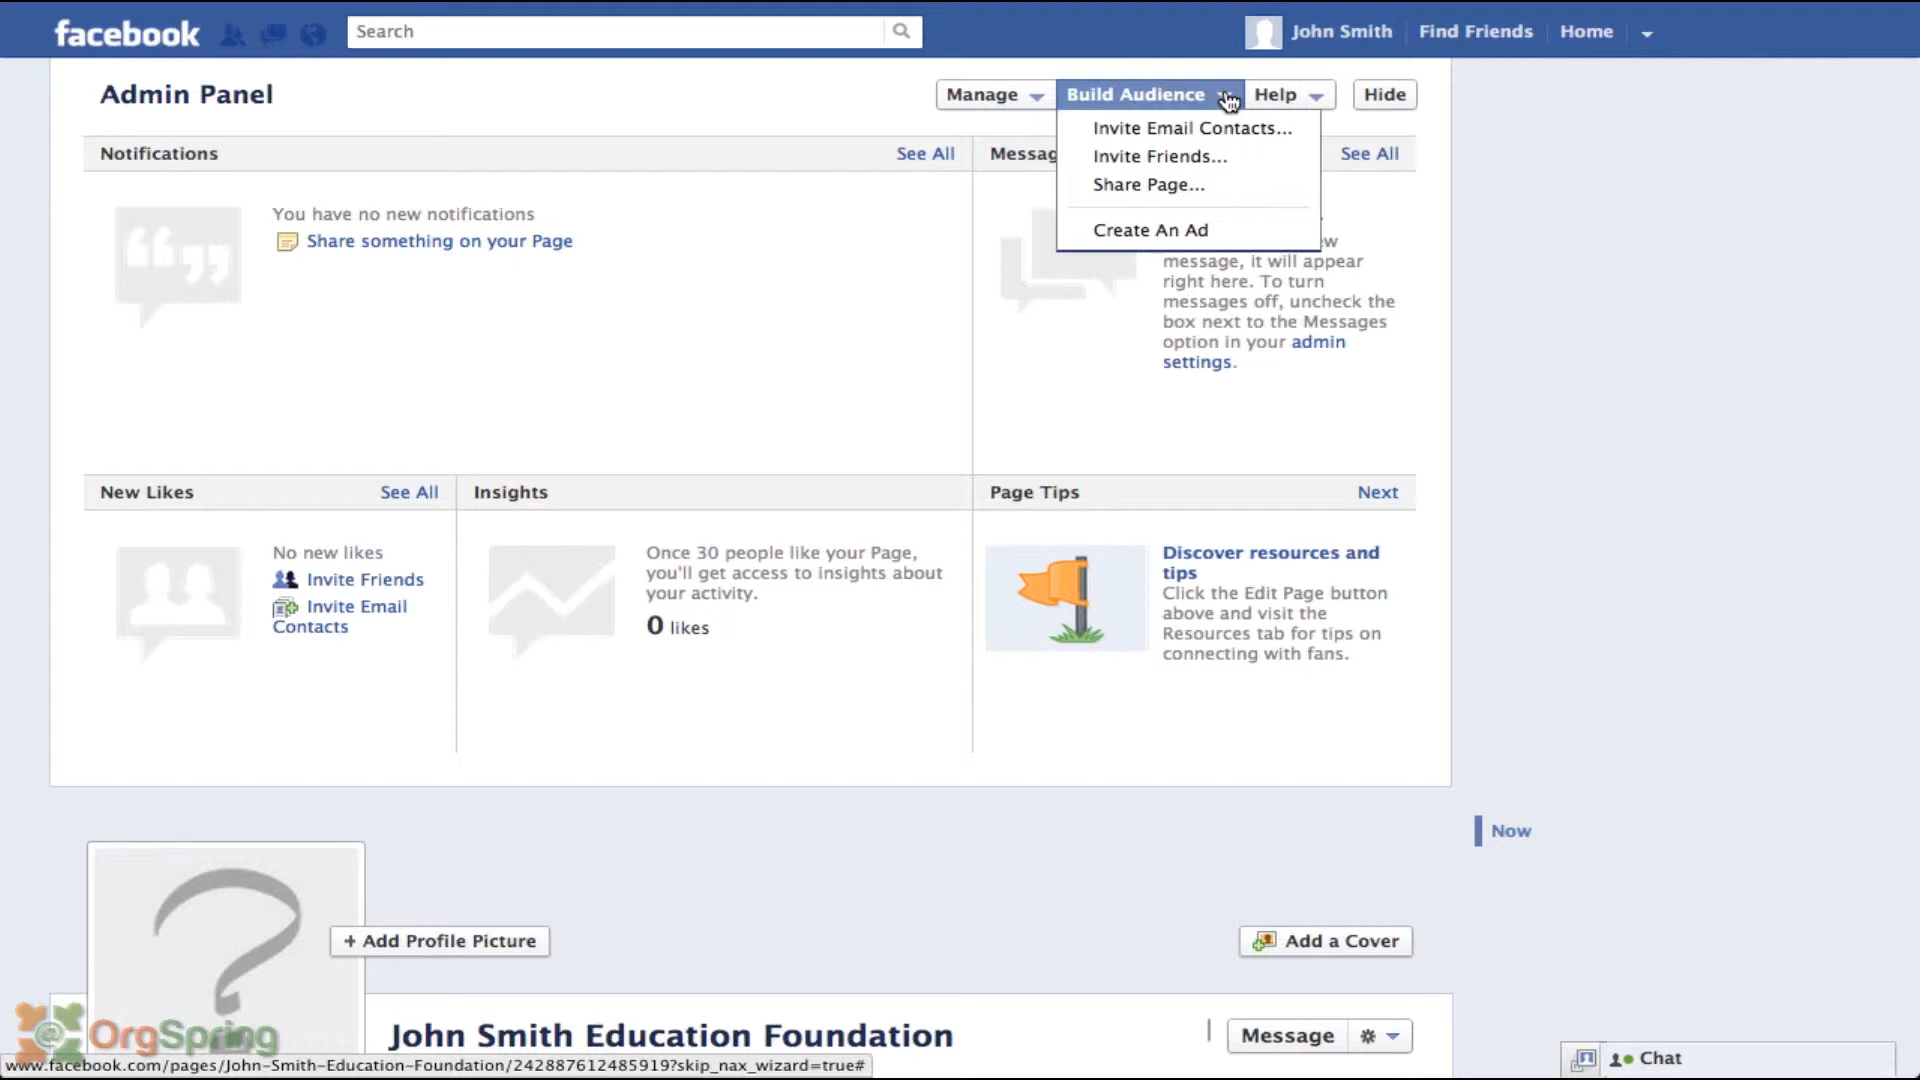 facebook
Search
John Smith
Find Friends
Home
Admin Panel
Manage
Build Audience
Help
Hide
Invite Email Contacts...
Invite Friends...
Share Page...
Create An Ad
Notifications
See All
You have no new notifications
Share something on your Page
See All
message, it will appear
right here. To turn
messages off, uncheck the
box next to the Messages
option in your admin
settings.
New Likes
See All
No new likes
Invite Friends
Invite Email
Contacts
Insights
Once 30 people like your Page,
you'll get access to insights about
your activity.
0 likes
Page Tips
Next
Discover resources and
tips
Click the Edit Page button
above and visit the
Resources tab for tips on
connecting with fans.
Now
+ Add Profile Picture
Add a Cover
OrgSpring
John Smith Education Foundation
Message
www.facebook.com/pages/John-Smith-Education-Foundation/242887612485919?skip_nax_wizard=true#
Chat